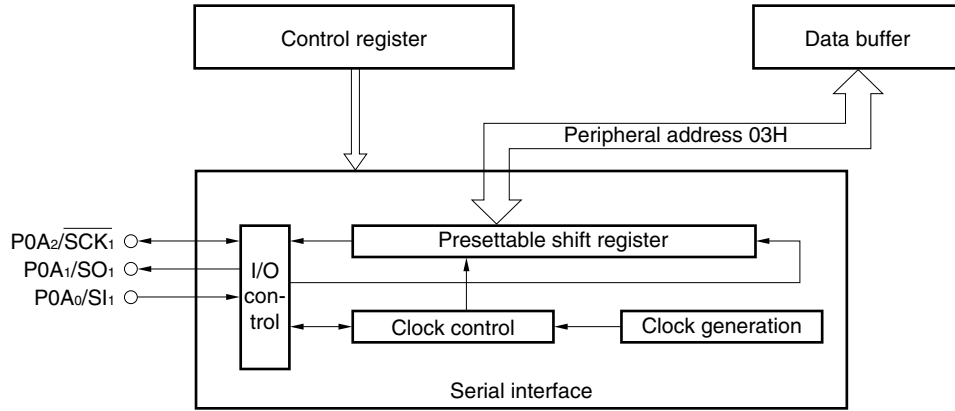 Control register
Data buffer
Peripheral address 03H
P0A₂/S̅C̅K̅₁
Presettable shift register
P0A₁/SO₁
I/O
con-
trol
P0A₀/SI₁
Clock control
Clock generation
Serial interface